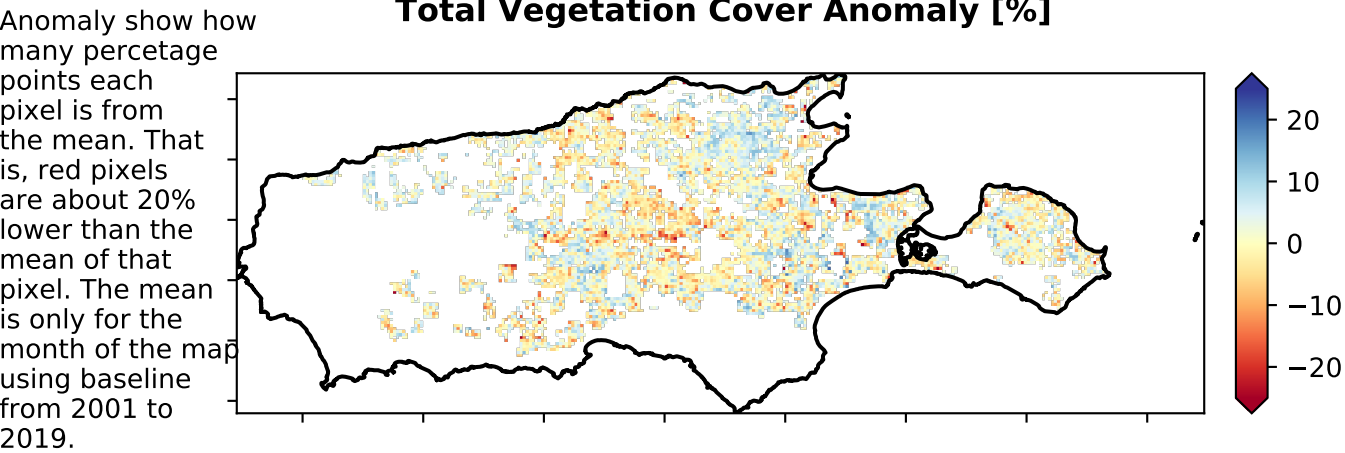 Total Vegetation Cover Anomaly [%]
Anomaly show how
many percetage
points each
pixel is from
the mean. That
is, red pixels
are about 20%
lower than the
mean of that
pixel. The mean
is only for the
month of the map
using baseline
from 2001 to
2019.
20
10
0
−10
−20